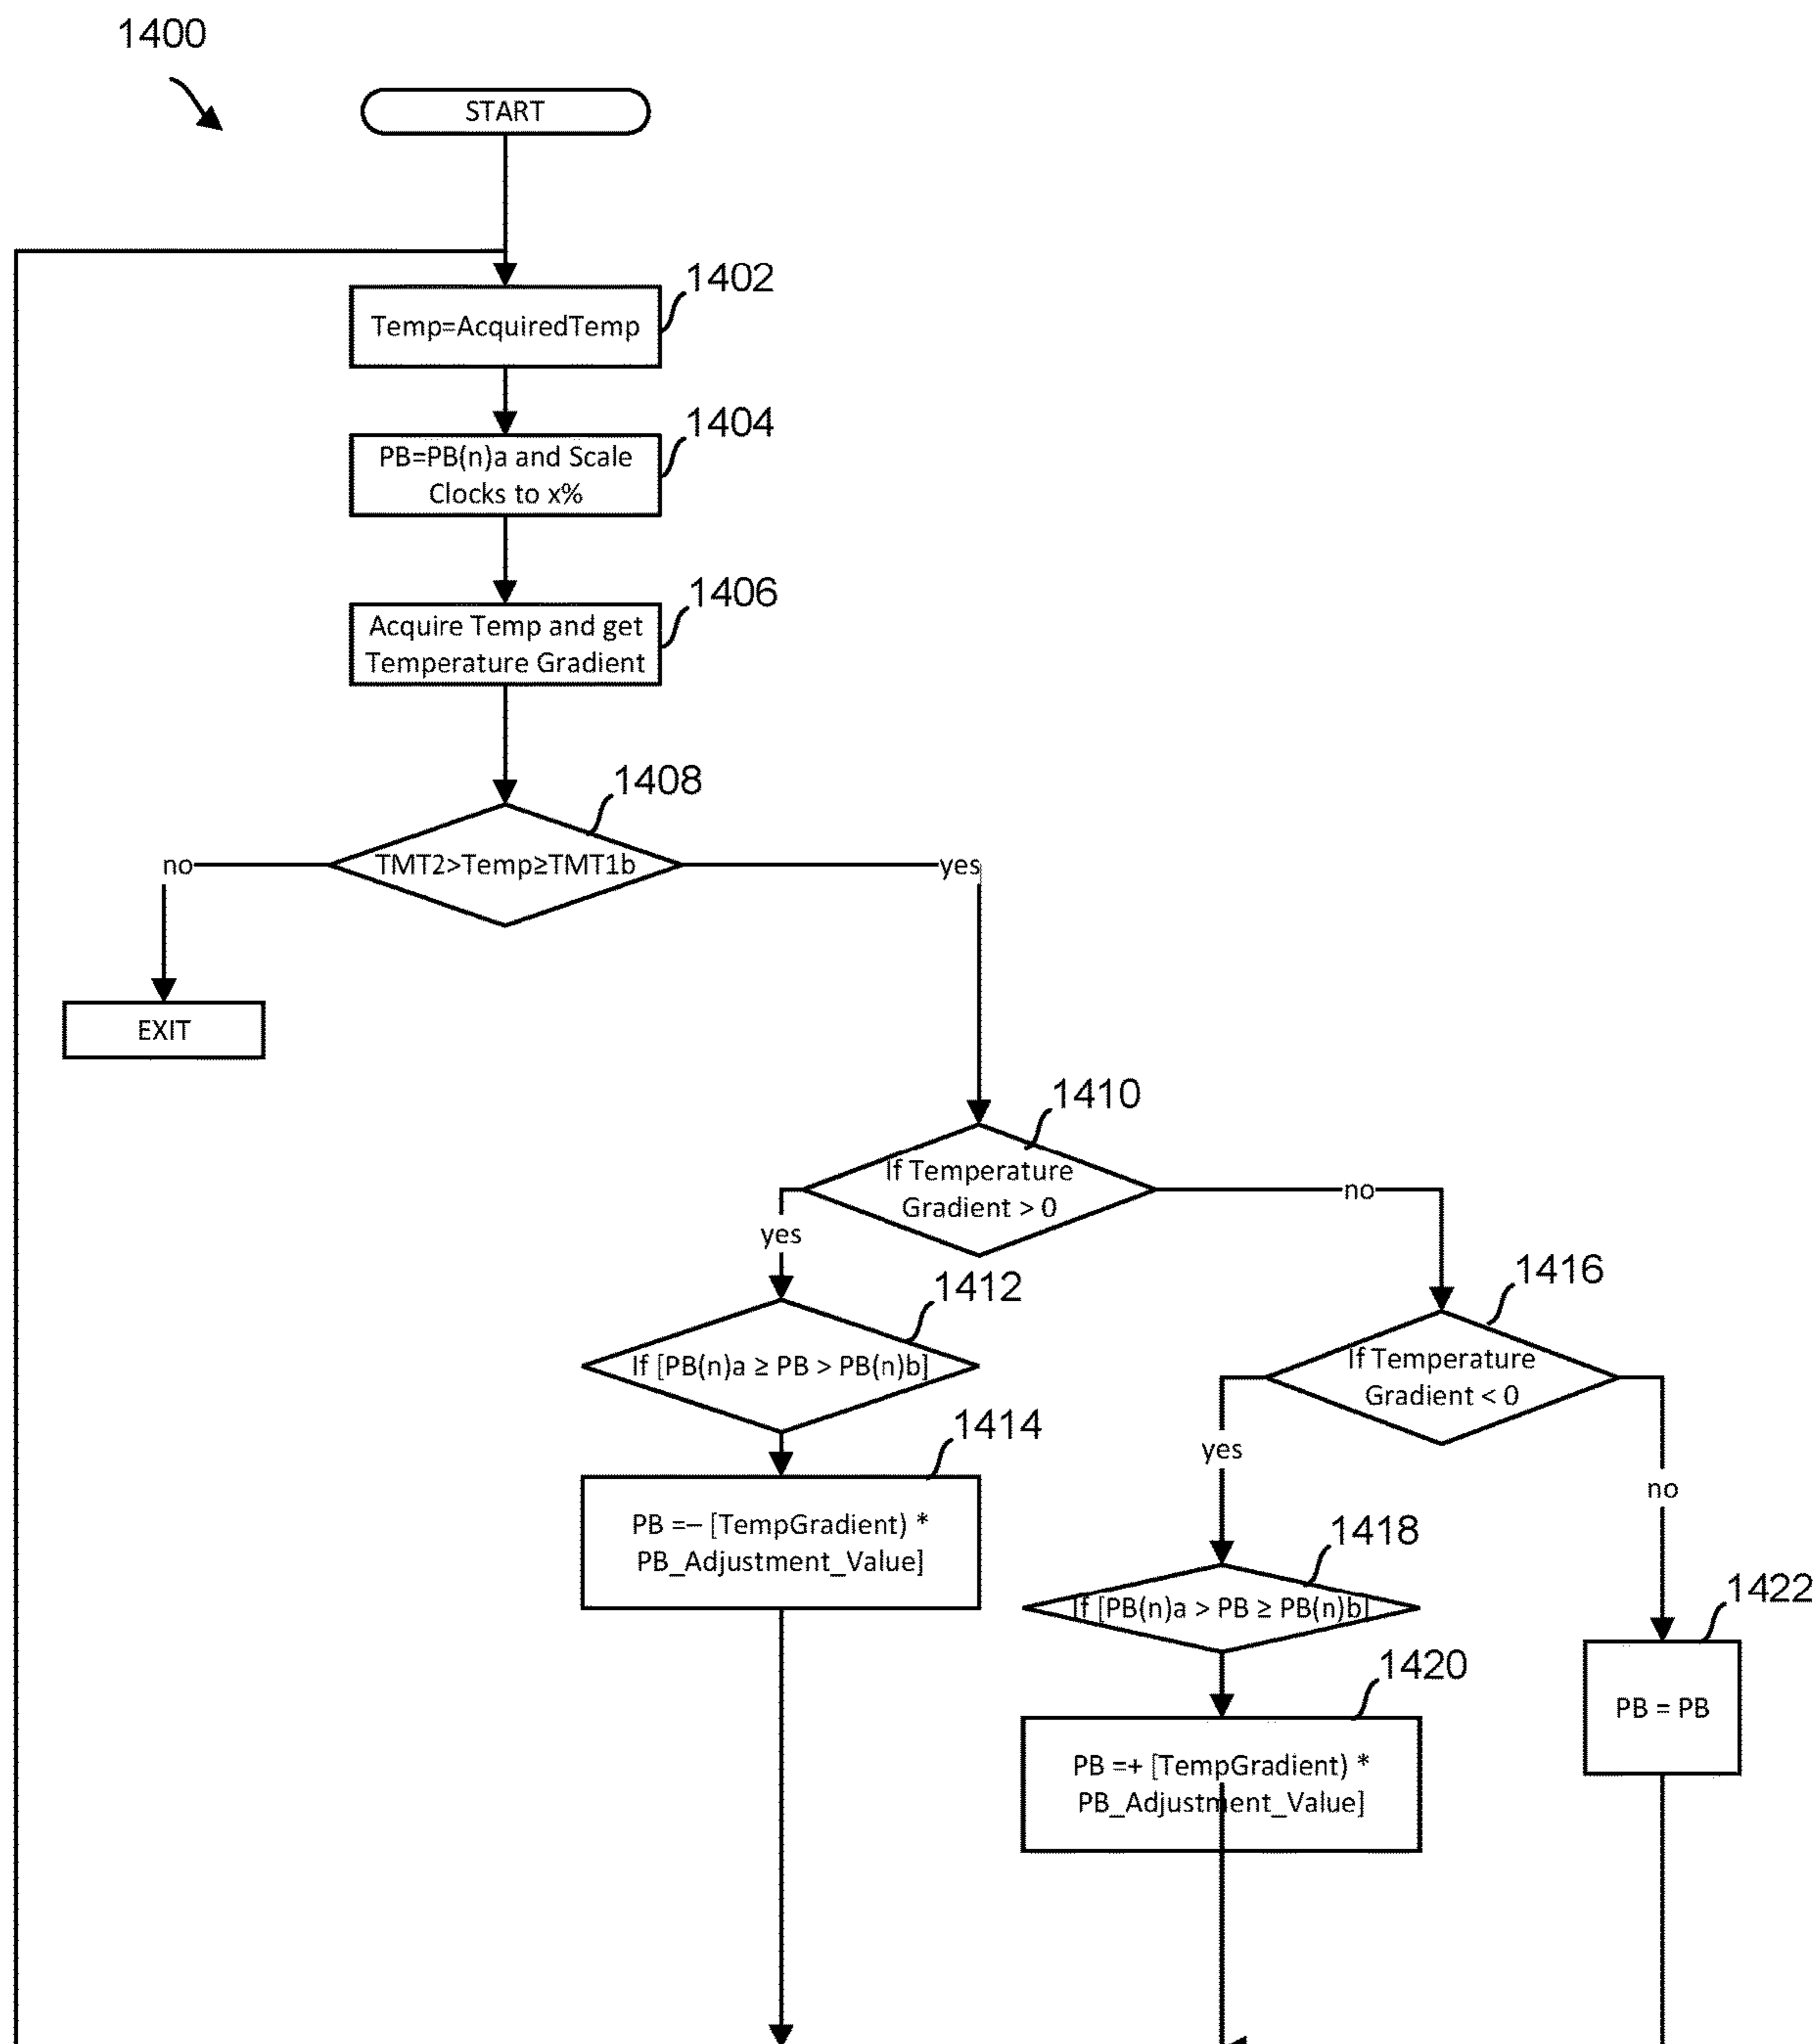 1400
START
1402
Temp=AcquiredTemp
1404
PB=PB(n)a and Scale
Clocks to x%
1406
Acquire Temp and get
Temperature Gradient
1408
no
TMT2>Temp≥TMT1b
yes
EXIT
1410
If Temperature
Gradient > 0
no
yes
1412
If [PB(n)a ≥ PB > PB(n)b]
1416
If Temperature
Gradient < 0
1414
PB =– [TempGradient) *
PB_Adjustment_Value]
yes
no
1418
If [PB(n)a > PB ≥ PB(n)b]
1420
PB =+ [TempGradient) *
PB_Adjustment_Value]
1422
PB = PB